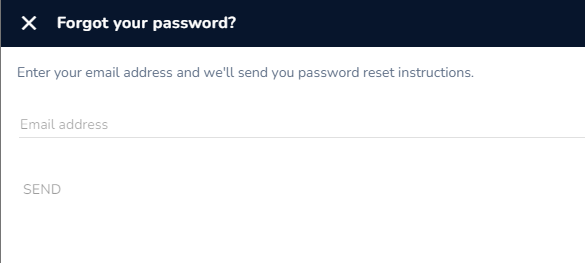 Forgot your password?
Enter your email address and we'll send you password reset instructions.
Email address
SEND